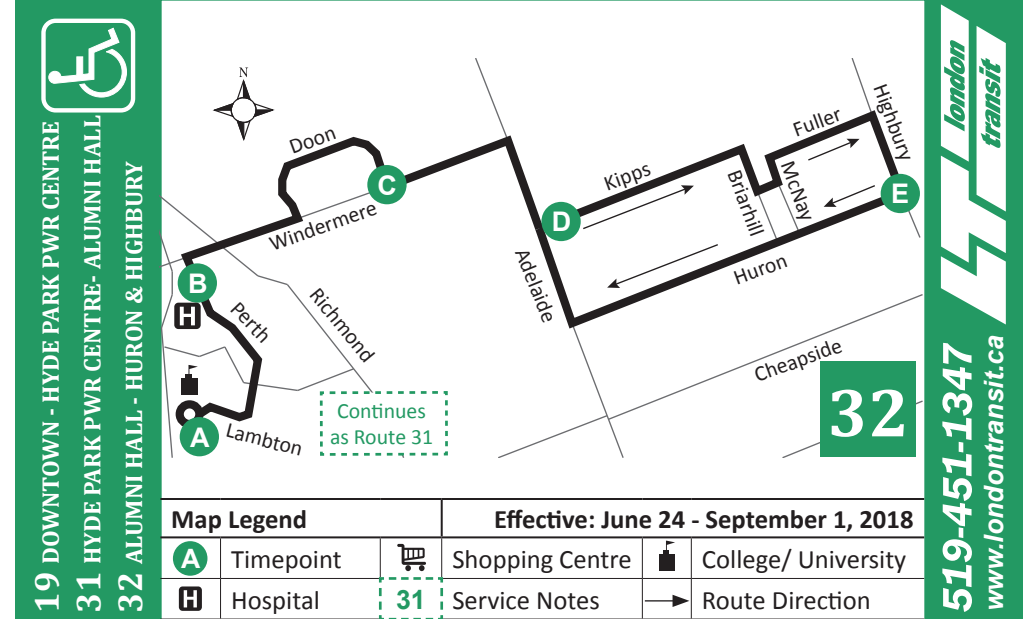 19 DOWNTOWN - HYDE PARK PWR CENTRE
31 HYDE PARK PWR CENTRE - ALUMNI HALL
32 ALUMNI HALL - HURON & HIGHBURY
N
Doon
C
Windermere
B
H
Perth
Richmond
A
Lambton
Continues
as Route 31
Adelaide
D
Kipps
Briarhill
McNay
Fuller
Highbury
E
Huron
Cheapside
32
Map Legend
Effective: June 24 - September 1, 2018
A Timepoint
Shopping Centre
College/ University
H Hospital
31 Service Notes
Route Direction
london
transit
519-451-1347
www.londontransit.ca